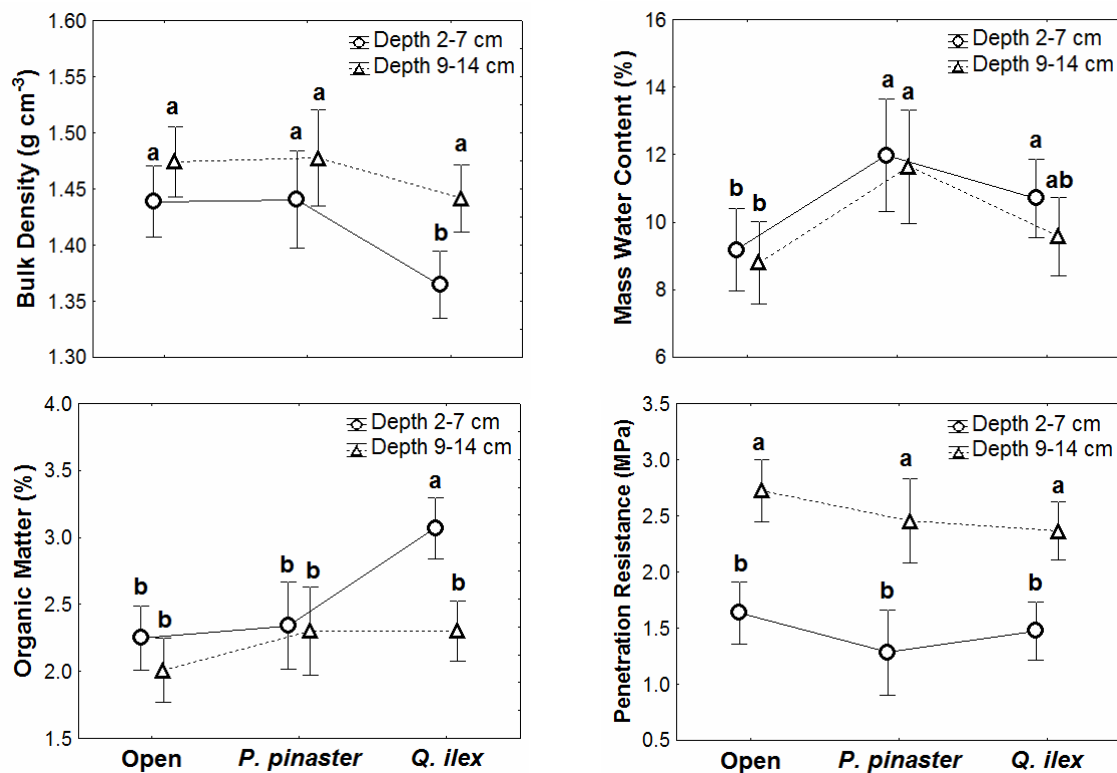 Bulk Density (g cm⁻³)
1.60
1.55
1.50
1.45
1.40
1.35
1.30
Depth 2-7 cm
Depth 9-14 cm
a
a
a
a
b
a
Mass Water Content (%)
16
14
12
10
8
6
Depth 2-7 cm
Depth 9-14 cm
b
b
a
a
a
ab
Organic Matter (%)
4.0
3.5
3.0
2.5
2.0
1.5
Depth 2-7 cm
Depth 9-14 cm
b
b
b
b
a
b
Open
P. pinaster
Q. ilex
Penetration Resistance (MPa)
3.5
3.0
2.5
2.0
1.5
1.0
0.5
Depth 2-7 cm
Depth 9-14 cm
a
b
a
b
a
b
Open
P. pinaster
Q. ilex